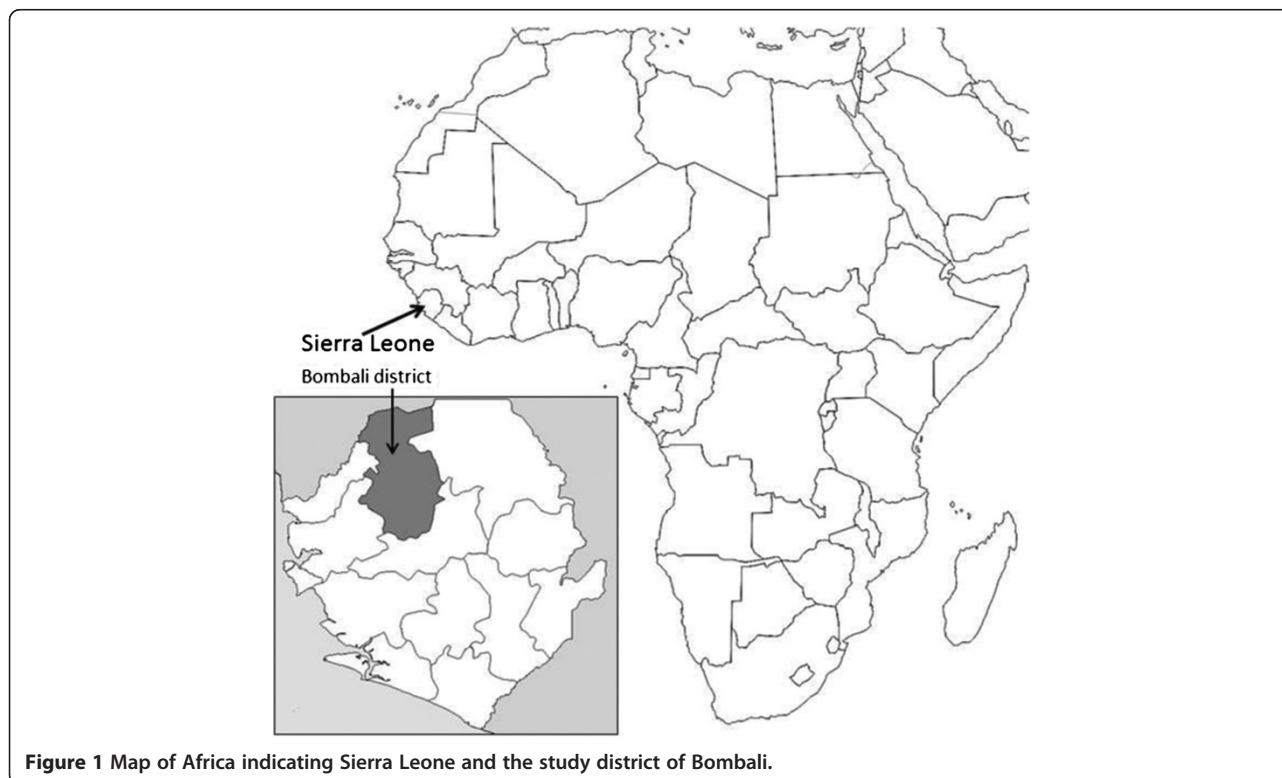 Sierra Leone
Bombali district
Figure 1 Map of Africa indicating Sierra Leone and the study district of Bombali.